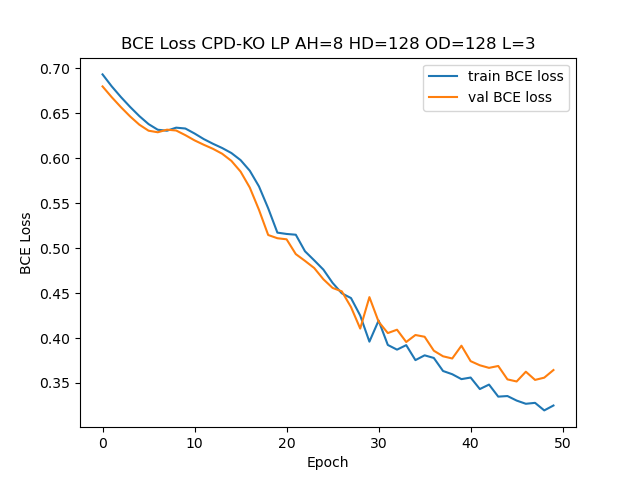 BCE Loss CPD-KO LP AH=8 HD=128 OD=128 L=3
train BCE loss
val BCE loss
BCE Loss
0.70
0.65
0.60
0.55
0.50
0.45
0.40
0.35
0 10 20 30 40 50
Epoch